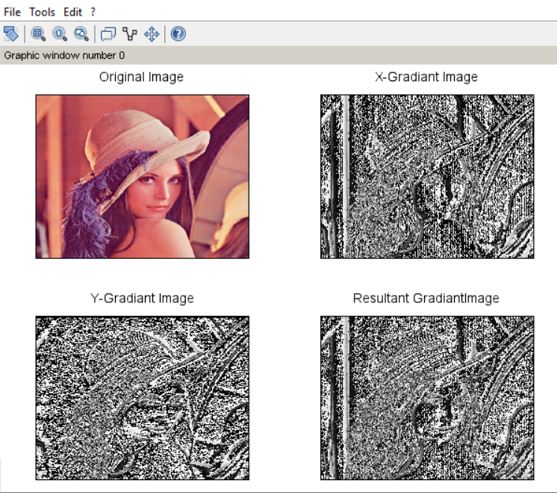 File Tools Edit ?
Graphic window number 0
Original Image
X-Gradiant Image
Y-Gradiant Image
Resultant GradiantImage